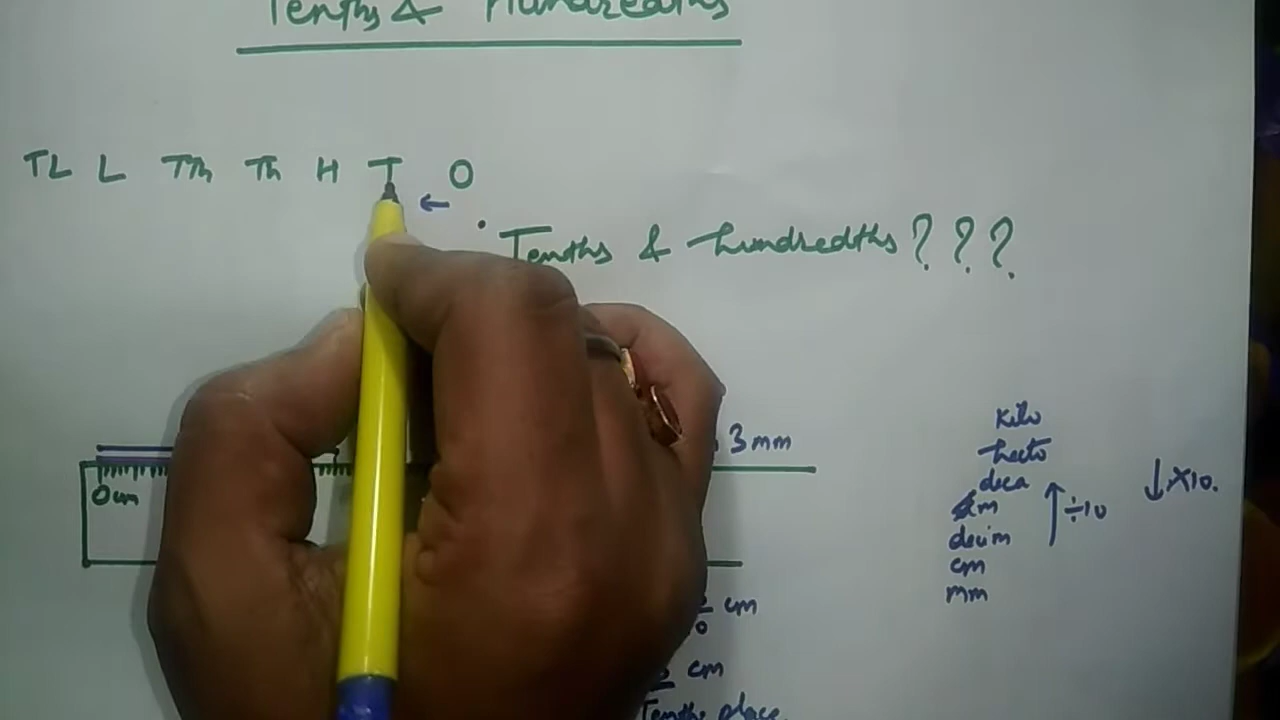 Tenths & Hundredths
TL L TTh Th H T O
←
. Tenths & hundredths ? ? ?
3mm
0cm
Kilo
hecto
deca
m
decim
cm
mm
↑ ÷10
↓ ×10.
cm
0
cm
Tenths place.